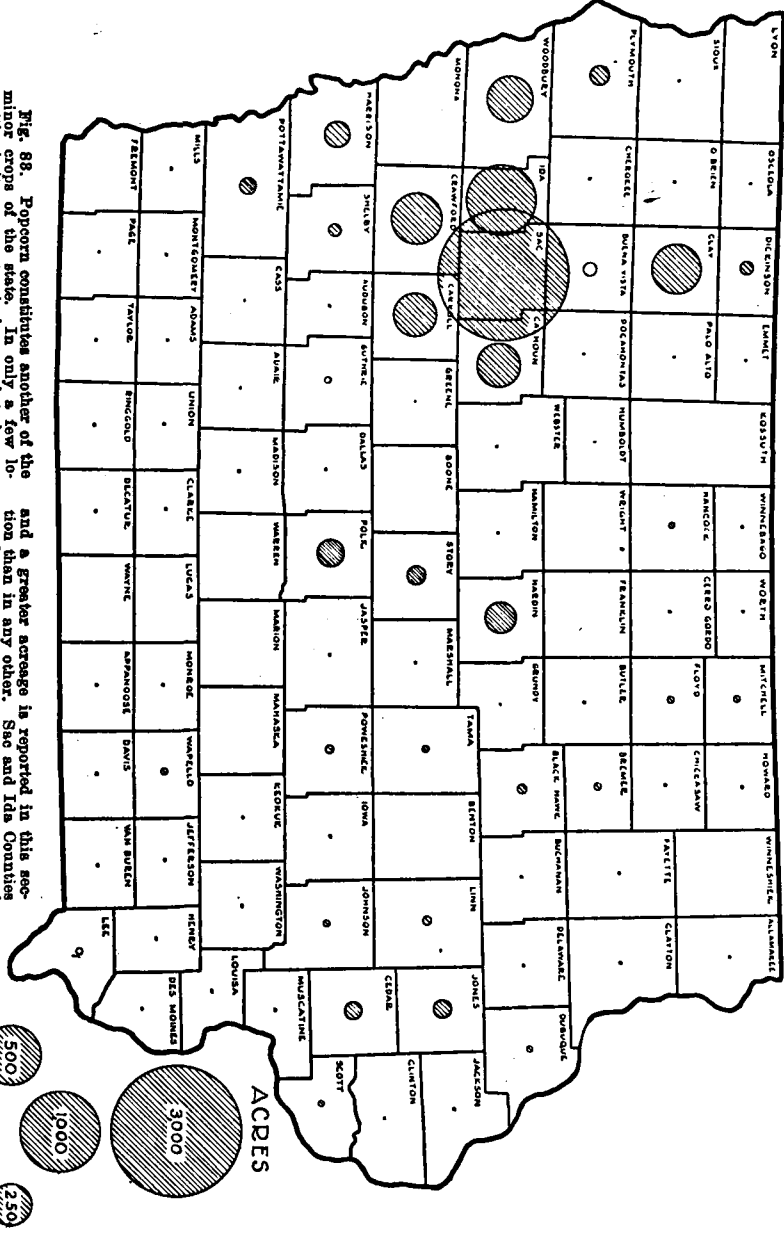 LYON
OSCEOLA
DICKINSON
EMMET
KOSSUTH
WINNEBAGO
WORTH
MITCHELL
HOWARD
WINNESHIEK
ALLAMAKEE
SIOUX
O'BRIEN
CLAY
PALO ALTO
HANCOCK
CERRO GORDO
FLOYD
CHICKASAW
FAYETTE
CLAYTON
PLYMOUTH
CHEROKEE
BUENA VISTA
POCAHONTAS
HUMBOLDT
WRIGHT
FRANKLIN
BUTLER
BREMER
WOODBURY
IDA
SAC
CALHOUN
WEBSTER
HAMILTON
HARDIN
GRUNDY
BLACK HAWK
BUCHANAN
DELAWARE
DUBUQUE
MONONA
CRAWFORD
CARROLL
GREENE
BOONE
STORY
MARSHALL
TAMA
BENTON
LINN
JONES
JACKSON
HARRISON
SHELBY
AUDUBON
GUTHRIE
DALLAS
POLK
JASPER
POWESHIEK
IOWA
JOHNSON
CEDAR
CLINTON
SCOTT
MUSCATINE
POTTAWATTAMIE
CASS
ADAIR
MADISON
WARREN
MARION
MAHASKA
KEOKUK
WASHINGTON
LOUISA
MILLS
MONTGOMERY
ADAMS
UNION
CLARKE
LUCAS
MONROE
WAPELLO
JEFFERSON
HENRY
DES MOINES
FREMONT
PAGE
TAYLOR
RINGGOLD
DECATUR
WAYNE
APPANOOSE
DAVIS
VAN BUREN
LEE
ACRES
3,000
1,000
500
250
Fig. 88. Popcorn constitutes another of the
minor crops of the state. In only a few lo-
and a greater acreage is reported in this sec-
tion than in any other. Sac and Ida Counties